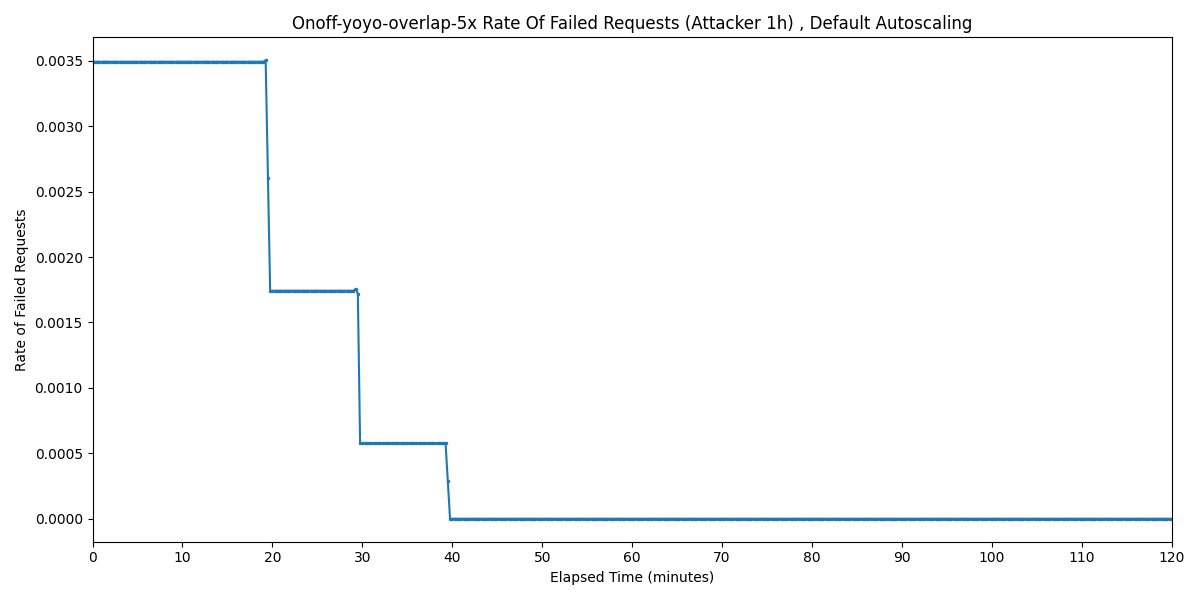 Onoff-yoyo-overlap-5x Rate Of Failed Requests (Attacker 1h) , Default Autoscaling
Rate of Failed Requests
0.0035
0.0030
0.0025
0.0020
0.0015
0.0010
0.0005
0.0000
0 10 20 30 40 50 60 70 80 90 100 110 120
Elapsed Time (minutes)